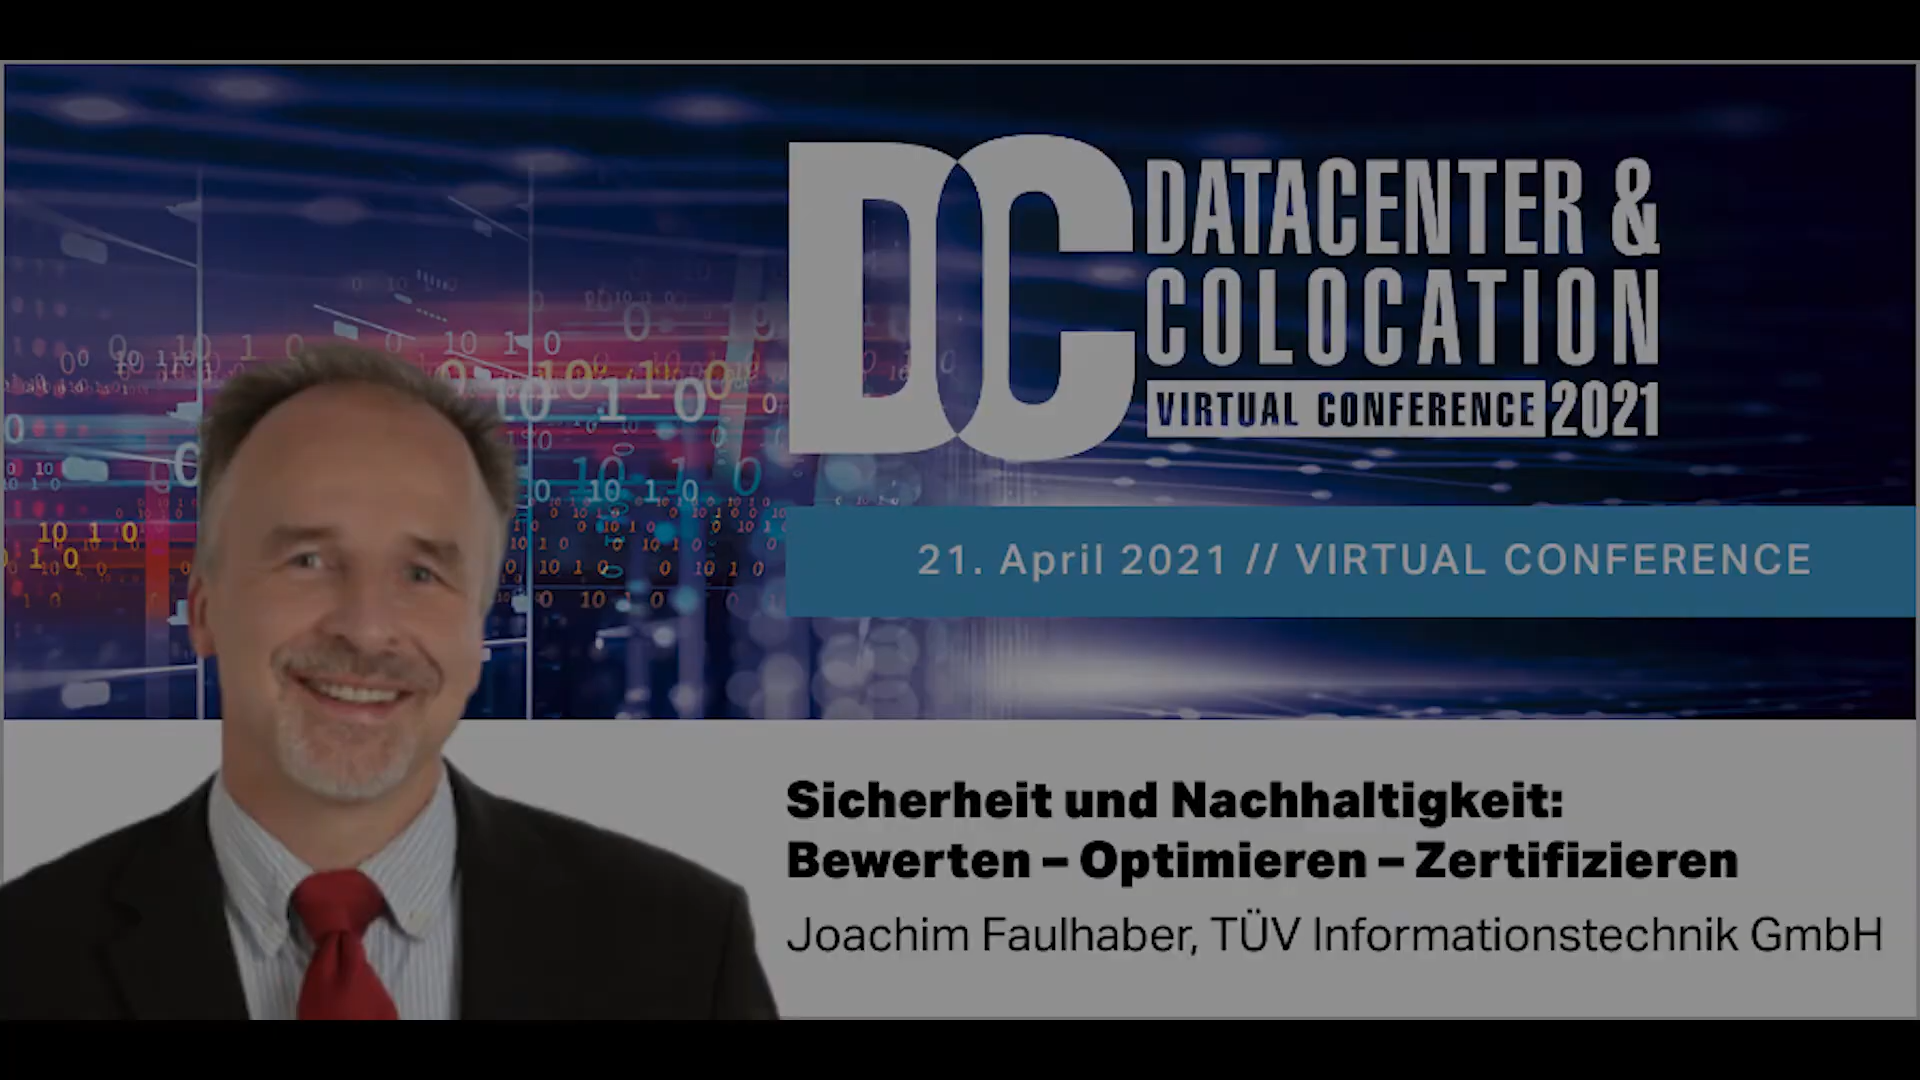 DC
DATACENTER &
COLOCATION
VIRTUAL CONFERENCE 2021
21. April 2021 // VIRTUAL CONFERENCE
Sicherheit und Nachhaltigkeit:
Bewerten – Optimieren – Zertifizieren
Joachim Faulhaber, TÜV Informationstechnik GmbH